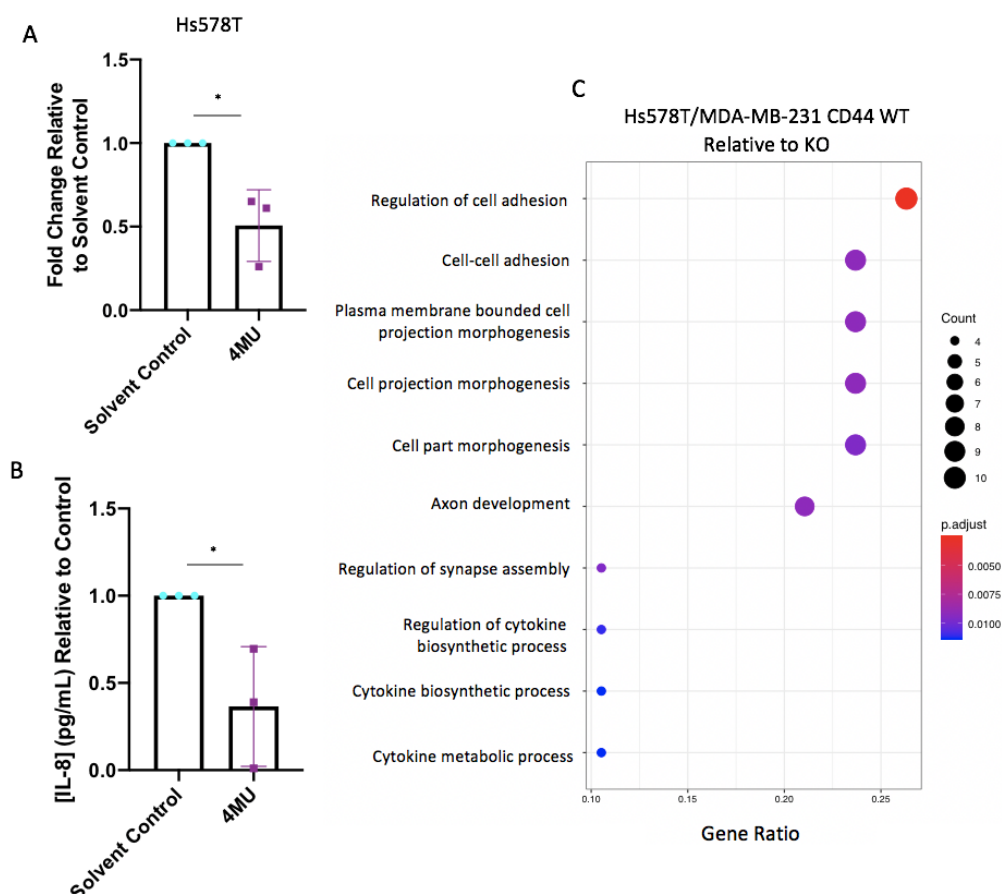 A
Hs578T
Fold Change Relative
to Solvent Control
1.5
1.0
0.5
0.0
*
Solvent Control
4MU
B
[IL-8] (pg/mL) Relative to Control
1.5
1.0
0.5
0.0
*
Solvent Control
4MU
C
Hs578T/MDA-MB-231 CD44 WT
Relative to KO
Regulation of cell adhesion
Cell-cell adhesion
Plasma membrane bounded cell
projection morphogenesis
Cell projection morphogenesis
Cell part morphogenesis
Axon development
Regulation of synapse assembly
Regulation of cytokine
biosynthetic process
Cytokine biosynthetic process
Cytokine metabolic process
0.10
0.15
0.20
0.25
Gene Ratio
Count
4
5
6
7
8
9
10
p.adjust
0.0050
0.0075
0.0100